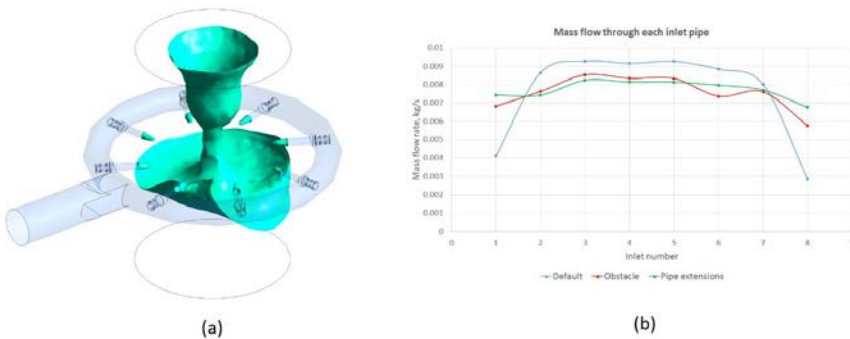 Mass flow through each inlet pipe
0.01
0.009
0.008
0.007
0.006
0.005
0.004
0.003
0.002
0.001
0
Mass flow rate, kg/s
0 1 2 3 4 5 6 7 8
Inlet number
Default Obstacle Pipe extensions
(a)
(b)